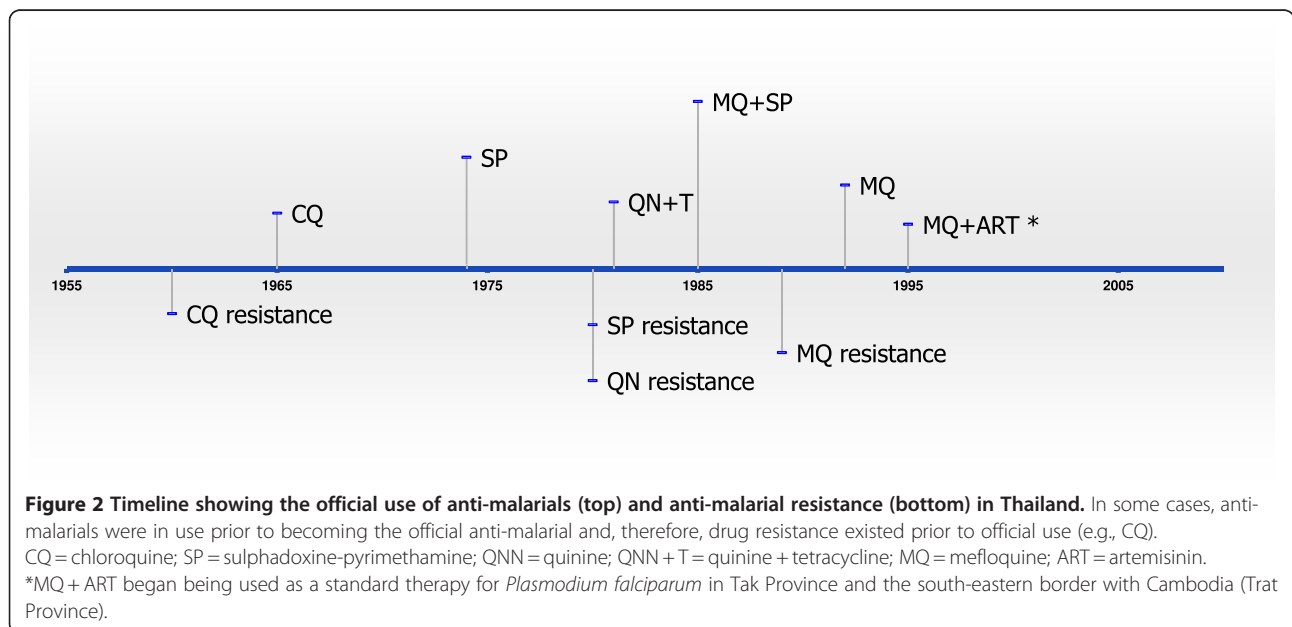 MQ+SP
SP
MQ
QN+T
CQ
MQ+ART *
1955 1965 1975 1985 1995 2005
CQ resistance
SP resistance
MQ resistance
QN resistance
Figure 2 Timeline showing the official use of anti-malarials (top) and anti-malarial resistance (bottom) in Thailand. In some cases, anti-
malarials were in use prior to becoming the official anti-malarial and, therefore, drug resistance existed prior to official use (e.g., CQ).
CQ = chloroquine; SP = sulphadoxine-pyrimethamine; QNN = quinine; QNN + T = quinine + tetracycline; MQ = mefloquine; ART = artemisinin.
*MQ + ART began being used as a standard therapy for Plasmodium falciparum in Tak Province and the south-eastern border with Cambodia (Trat
Province).